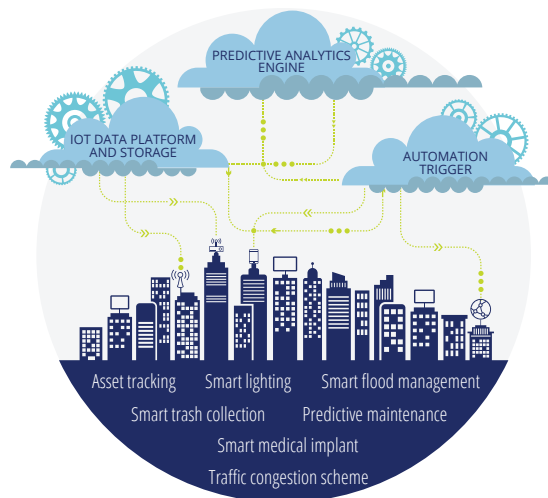 PREDICTIVE ANALYTICS
ENGINE
IOT DATA PLATFORM
AND STORAGE
AUTOMATION
TRIGGER
Asset tracking
Smart lighting
Smart flood management
Smart trash collection
Predictive maintenance
Smart medical implant
Traffic congestion scheme